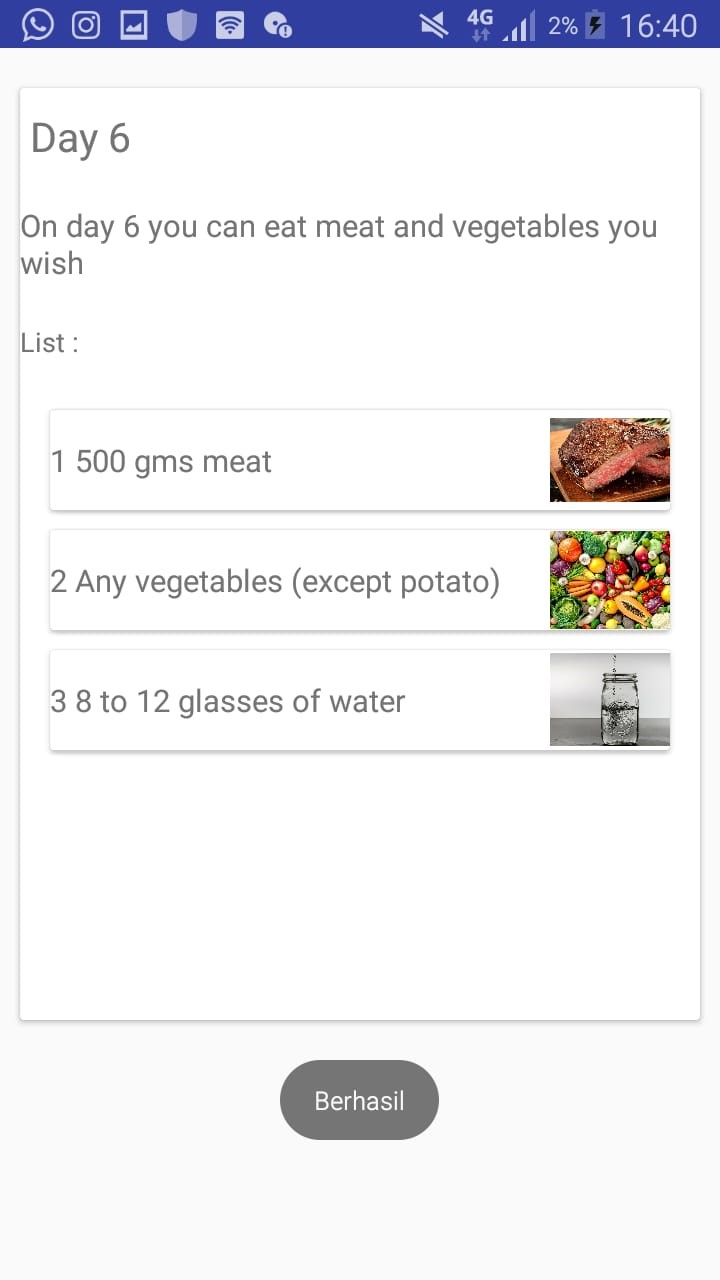 4G 2% 16:40
Day 6
On day 6 you can eat meat and vegetables you
wish
List :
1 500 gms meat
2 Any vegetables (except potato)
3 8 to 12 glasses of water
Berhasil